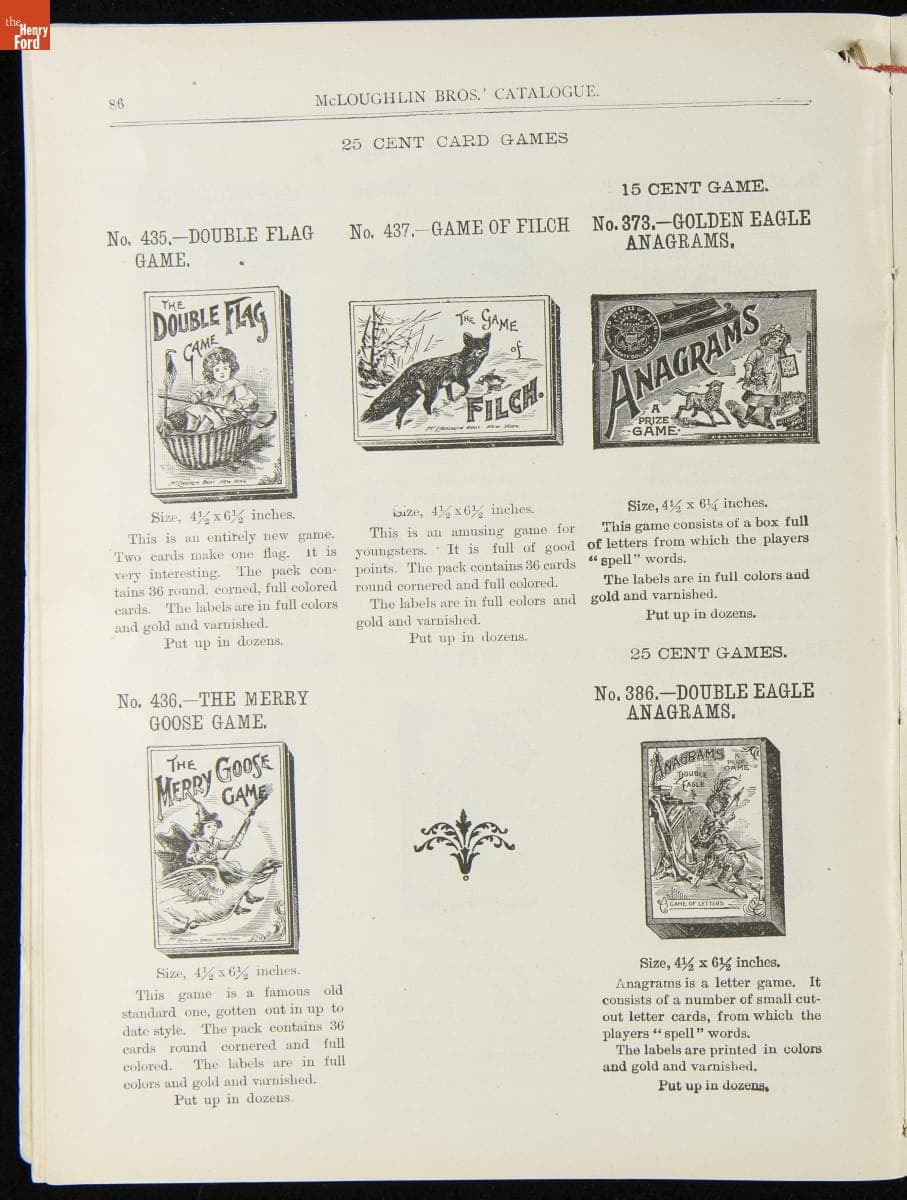 the
Henry
Ford
86
McLOUGHLIN BROS.' CATALOGUE.
25 CENT CARD GAMES
No. 435.—DOUBLE FLAG
GAME.
THE
DOUBLE FLAG
GAME
McLOUGHLIN BROS NEW YORK
Size, 4½ x 6½ inches.
This is an entirely new game.
Two cards make one flag. It is
very interesting. The pack con-
tains 36 round. corned, full colored
cards. The labels are in full colors
and gold and varnished.
Put up in dozens.
No. 436.—THE MERRY
GOOSE GAME.
THE
MERRY GOOSE
GAME
McLOUGHLIN BROS. NEW YORK
Size, 4½ x 6½ inches.
This game is a famous old
standard one, gotten out in up to
date style. The pack contains 36
cards round cornered and full
colored. The labels are in full
colors and gold and varnished.
Put up in dozens.
No. 437.—GAME OF FILCH
THE GAME
of
FILCH.
McLOUGHLIN BROS. NEW YORK
Size, 4½ x 6½ inches.
This is an amusing game for
youngsters. It is full of good
points. The pack contains 36 cards
round cornered and full colored.
The labels are in full colors and
gold and varnished.
Put up in dozens.
15 CENT GAME.
No. 373.—GOLDEN EAGLE
ANAGRAMS.
ANAGRAMS
A
PRIZE
GAME
Size, 4½ x 6¼ inches.
This game consists of a box full
of letters from which the players
“spell” words.
The labels are in full colors and
gold and varnished.
Put up in dozens.
25 CENT GAMES.
No. 386.—DOUBLE EAGLE
ANAGRAMS.
ANAGRAMS
A
PRIZE
GAME
DOUBLE
EAGLE
GAME OF LETTERS
Size, 4½ x 6½ inches.
Anagrams is a letter game. It
consists of a number of small cut-
out letter cards, from which the
players “spell” words.
The labels are printed in colors
and gold and varnished.
Put up in dozens.